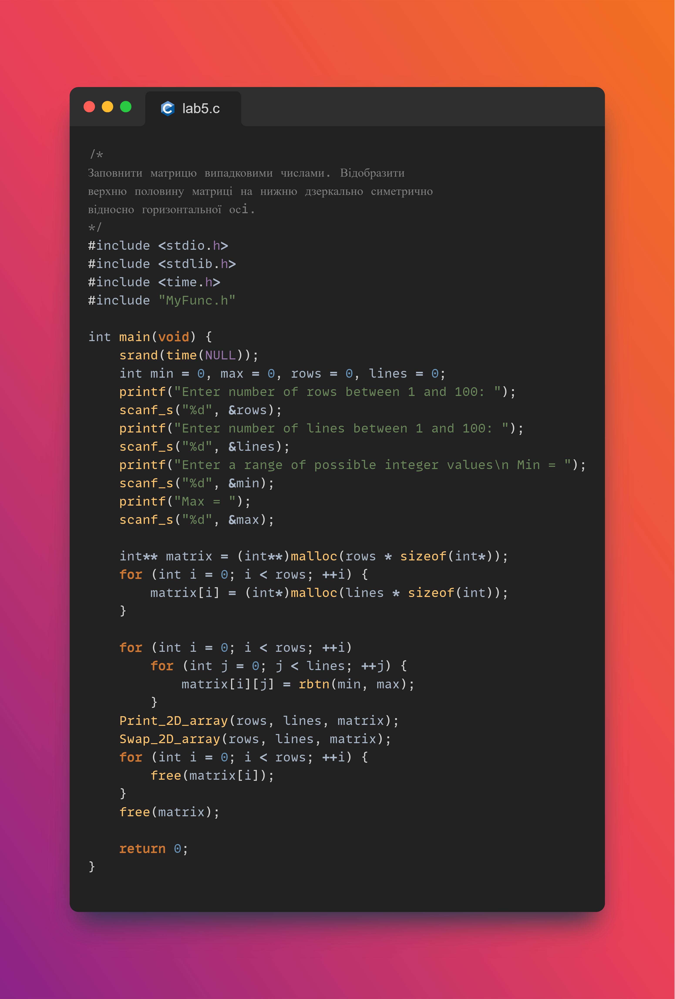 lab5.c
/*
Заповнити матрицю випадковими числами. Відобразити
верхню половину матриці на нижню дзеркально симетрично
відносно горизонтальної осi.
*/
#include <stdio.h>
#include <stdlib.h>
#include <time.h>
#include "MyFunc.h"

int main(void) {
    srand(time(NULL));
    int min = 0, max = 0, rows = 0, lines = 0;
    printf("Enter number of rows between 1 and 100: ");
    scanf_s("%d", &rows);
    printf("Enter number of lines between 1 and 100: ");
    scanf_s("%d", &lines);
    printf("Enter a range of possible integer values\n Min = ");
    scanf_s("%d", &min);
    printf("Max = ");
    scanf_s("%d", &max);

    int** matrix = (int**)malloc(rows * sizeof(int*));
    for (int i = 0; i < rows; ++i) {
        matrix[i] = (int*)malloc(lines * sizeof(int));
    }

    for (int i = 0; i < rows; ++i)
        for (int j = 0; j < lines; ++j) {
            matrix[i][j] = rbtn(min, max);
        }
    Print_2D_array(rows, lines, matrix);
    Swap_2D_array(rows, lines, matrix);
    for (int i = 0; i < rows; ++i) {
        free(matrix[i]);
    }
    free(matrix);

    return 0;
}